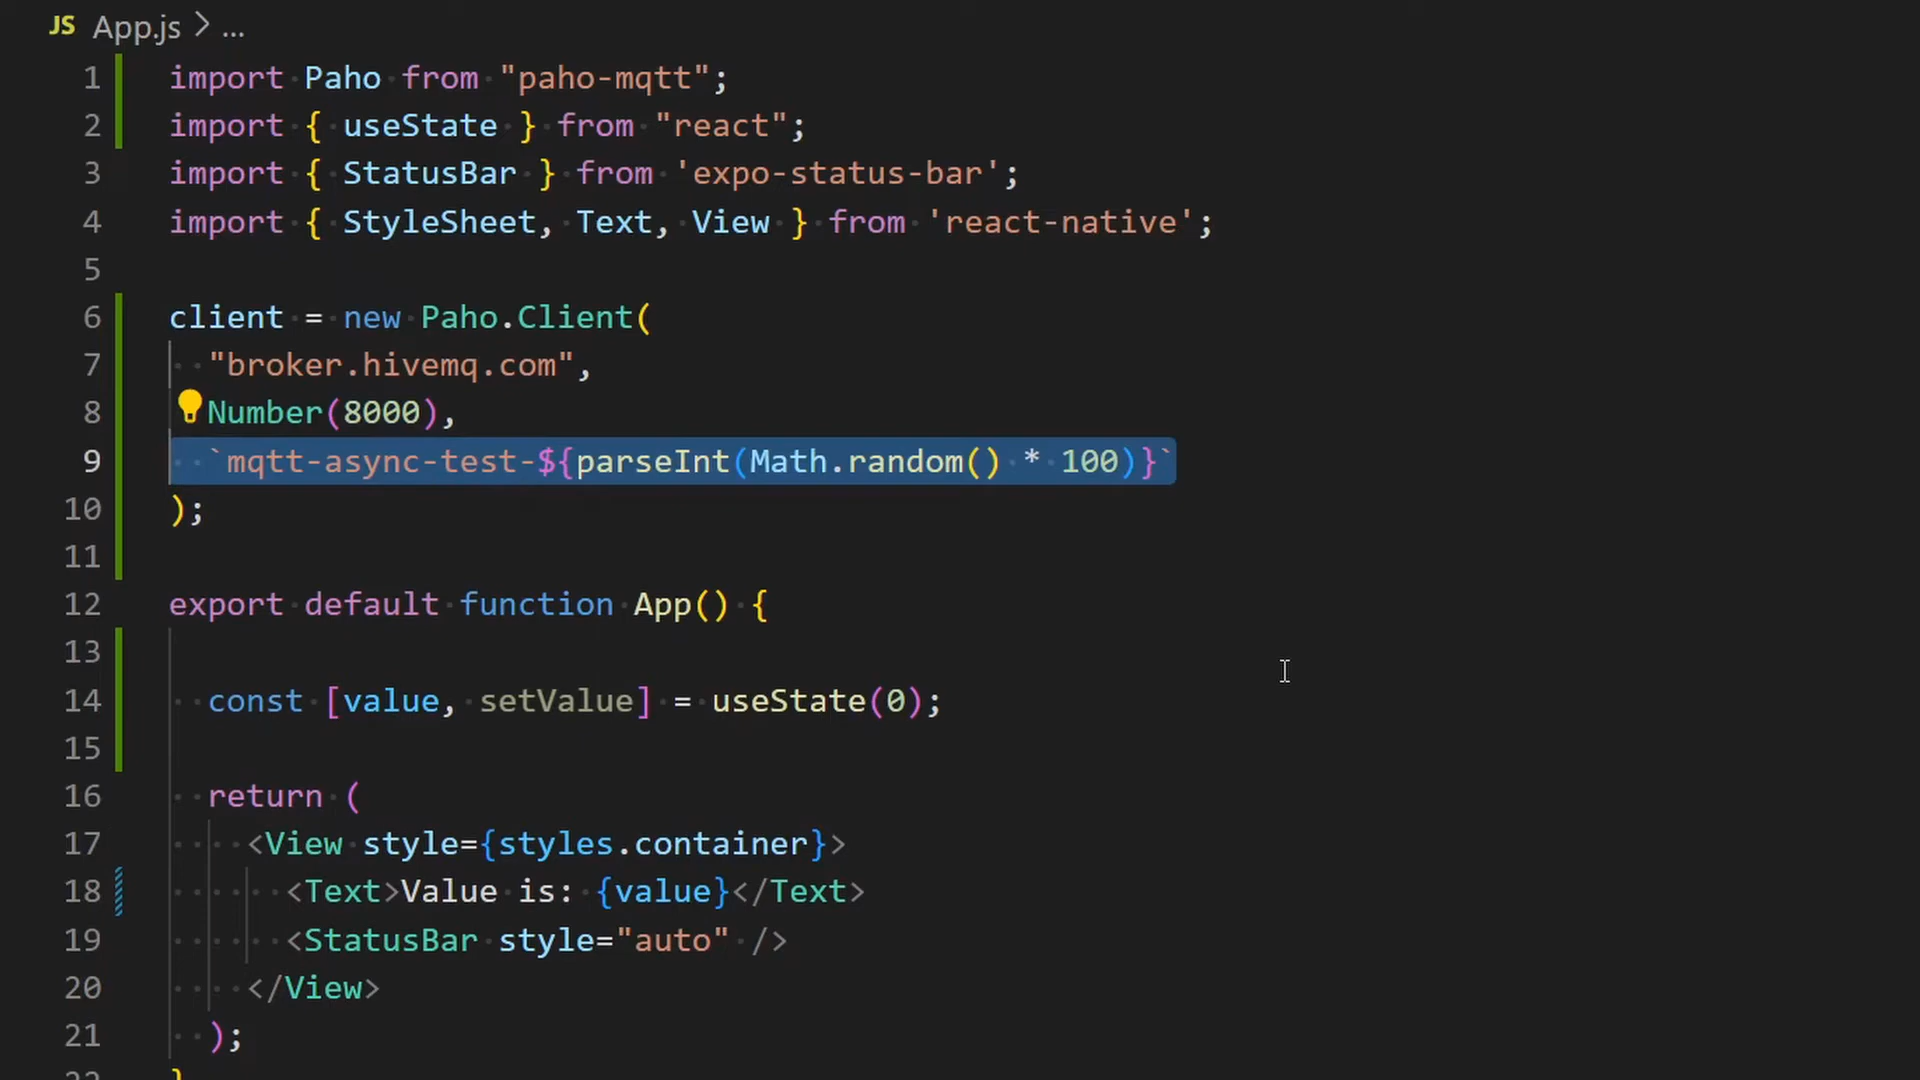 JS App.js > ...
1 import Paho from "paho-mqtt";
2 import { useState } from "react";
3 import { StatusBar } from 'expo-status-bar';
4 import { StyleSheet, Text, View } from 'react-native';
5
6 client = new Paho.Client(
7   "broker.hivemq.com",
8   Number(8000),
9   `mqtt-async-test-${parseInt(Math.random() * 100)}`
10 );
11
12 export default function App() {
13
14   const [value, setValue] = useState(0);
15
16   return (
17     <View style={styles.container}>
18       <Text>Value is: {value}</Text>
19       <StatusBar style="auto" />
20     </View>
21   );
22 }